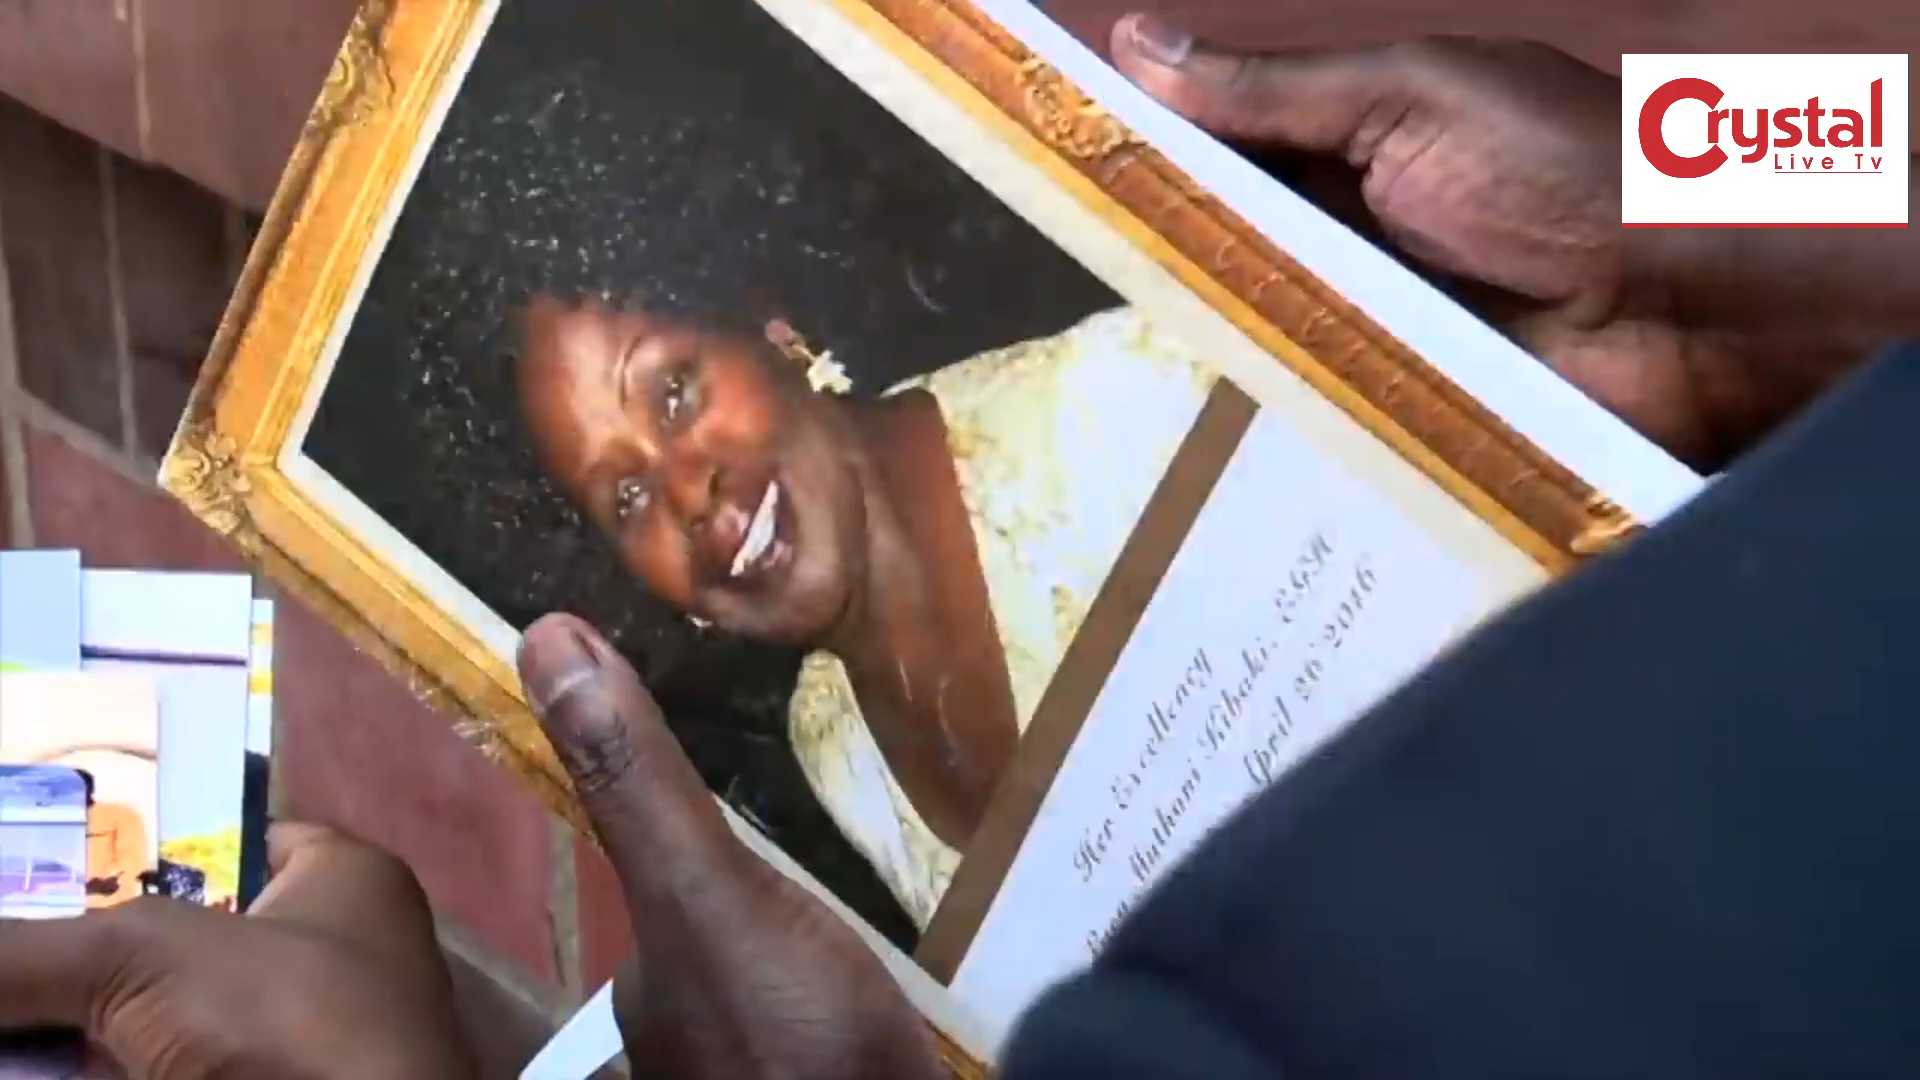 Crystal
Live Tv
Her Excellency
Muthoni Kibaki, EGH
April 26 2016